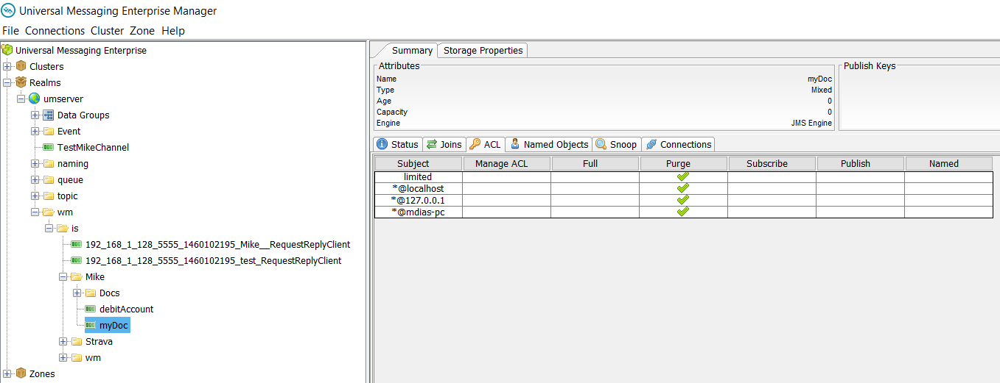 Universal Messaging Enterprise Manager
File Connections Cluster Zone Help
Universal Messaging Enterprise
Clusters
Realms
umserver
Data Groups
Event
TestMikeChannel
naming
queue
topic
wm
is
192_168_1_128_5555_1460102195_Mike__RequestReplyClient
192_168_1_128_5555_1460102195_test_RequestReplyClient
Mike
Docs
debitAccount
myDoc
Strava
wm
Zones
Summary Storage Properties
Attributes
Name myDoc
Type Mixed
Age 0
Capacity 0
Engine JMS Engine
Publish Keys
Status Joins ACL Named Objects Snoop Connections
Subject Manage ACL Full Purge Subscribe Publish Named
limited
*@localhost
*@127.0.0.1
*@mdias-pc